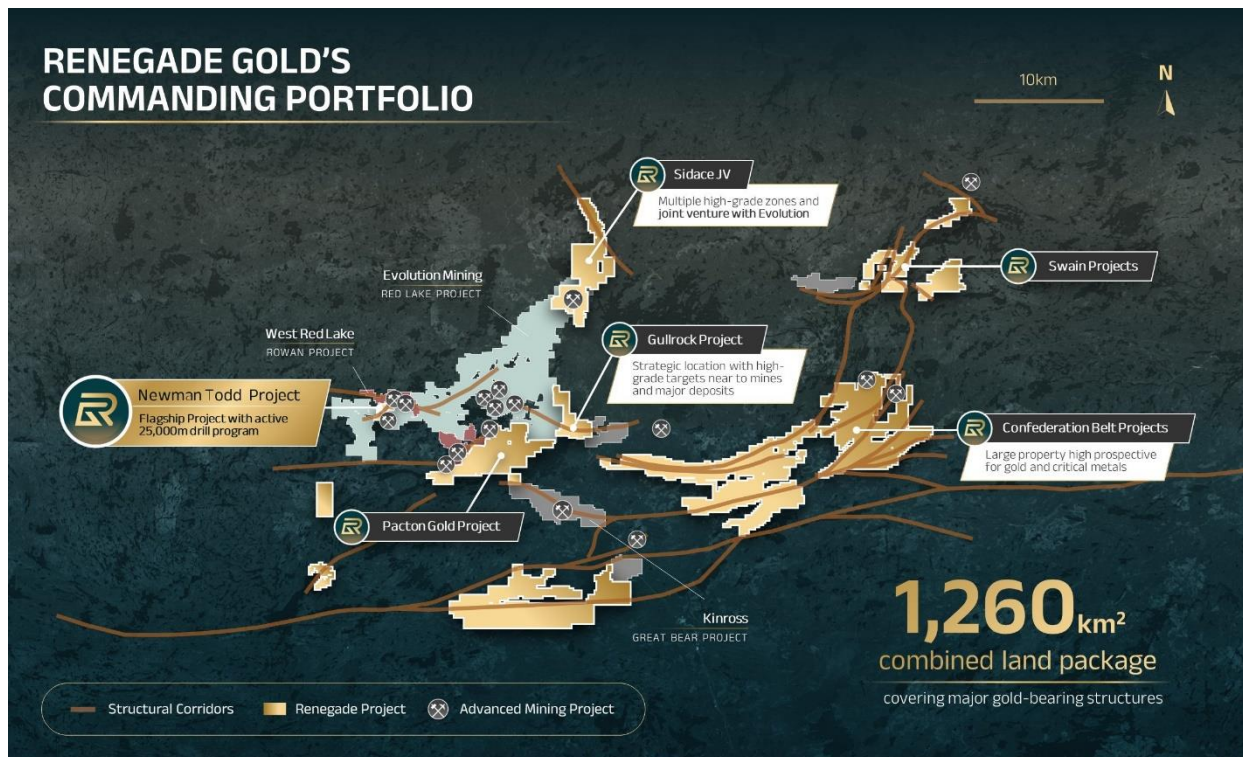 RENEGADE GOLD'S
COMMANDING PORTFOLIO
10km
N
Sidace JV
Multiple high-grade zones and
joint venture with Evolution
Swain Projects
Evolution Mining
RED LAKE PROJECT
West Red Lake
ROWAN PROJECT
Gullrock Project
Strategic location with high-
grade targets near to mines
and major deposits
Newman Todd Project
Flagship Project with active
25,000m drill program
Confederation Belt Projects
Large property high prospective
for gold and critical metals
Pacton Gold Project
Kinross
GREAT BEAR PROJECT
1,260 km²
combined land package
covering major gold-bearing structures
Structural Corridors
Renegade Project
Advanced Mining Project